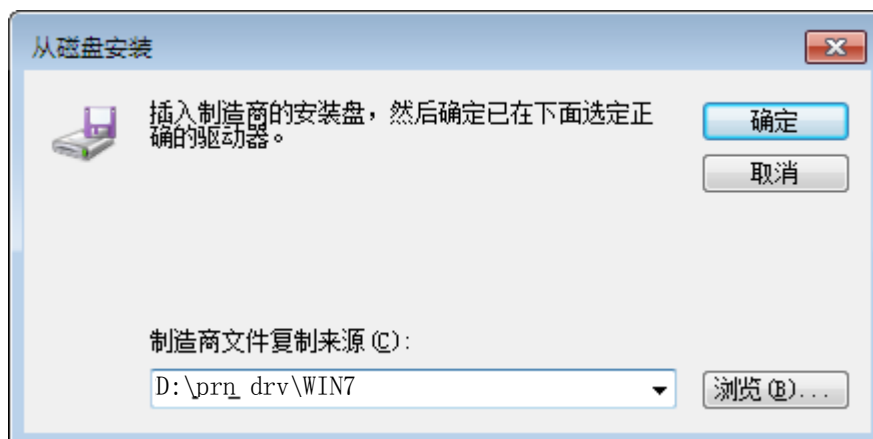 从磁盘安装
插入制造商的安装盘，然后确定已在下面选定正
确的驱动器。
确定
取消
制造商文件复制来源(C):
D:\prn_drv\WIN7
浏览(B)...